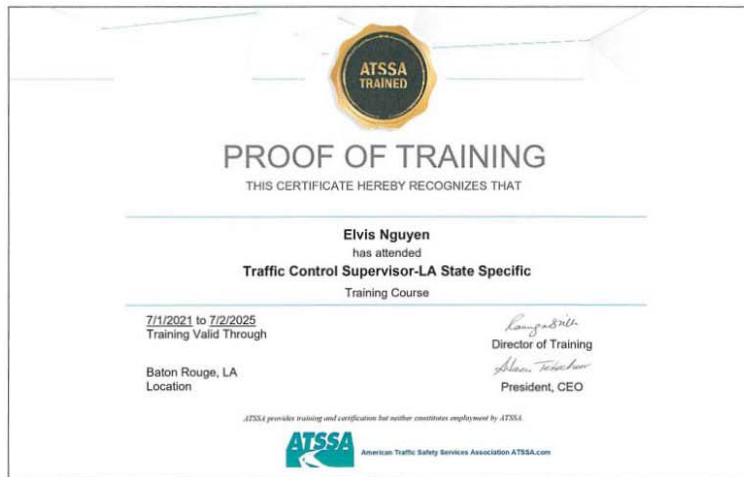 ATSSA
TRAINED
PROOF OF TRAINING
THIS CERTIFICATE HEREBY RECOGNIZES THAT
Elvis Nguyen
has attended
Traffic Control Supervisor-LA State Specific
Training Course
7/1/2021 to 7/2/2025
Training Valid Through
Director of Training
Baton Rouge, LA
Location
President, CEO
ATSSA provides training and certification but neither constitutes employment by ATSSA.
ATSSA
American Traffic Safety Services Association ATSSA.com